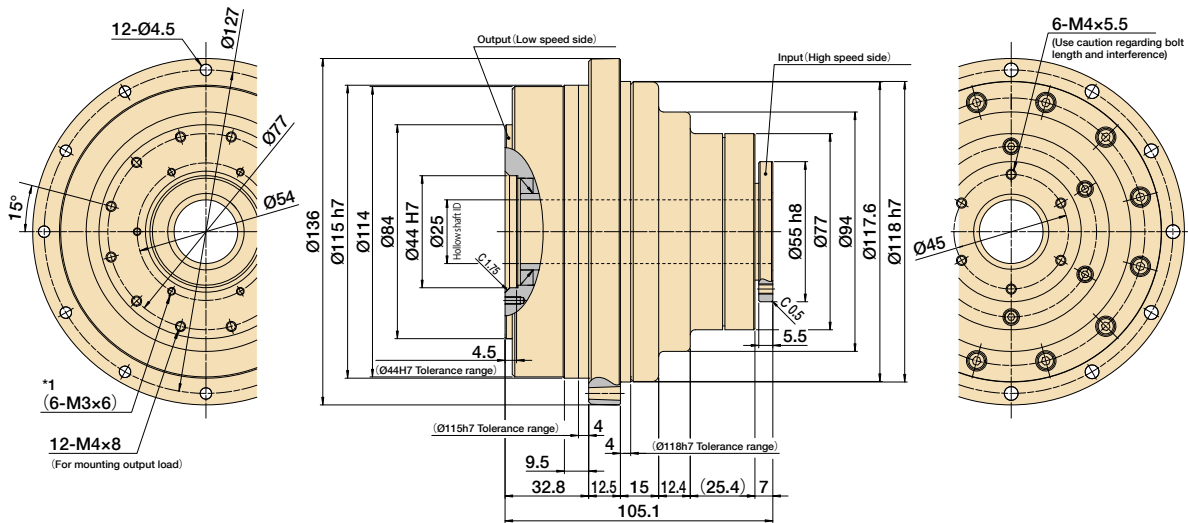 12-Ø4.5
Ø127
Ø77
Ø54
15°
*1
(6-M3×6)
12-M4×8
(For mounting output load)
Output (Low speed side)
Input (High speed side)
Ø136
Ø115 h7
Ø114
Ø84
Ø44 H7
Ø25
Hollow shaft ID
C 1.75
Ø55 h8
Ø77
Ø94
Ø117.6
Ø118 h7
C 0.5
5.5
4.5
(Ø44H7 Tolerance range)
4
(Ø115h7 Tolerance range)
4
(Ø118h7 Tolerance range)
9.5
32.8
12.5
15
12.4
(25.4)
7
105.1
6-M4×5.5
(Use caution regarding bolt
length and interference)
Ø45